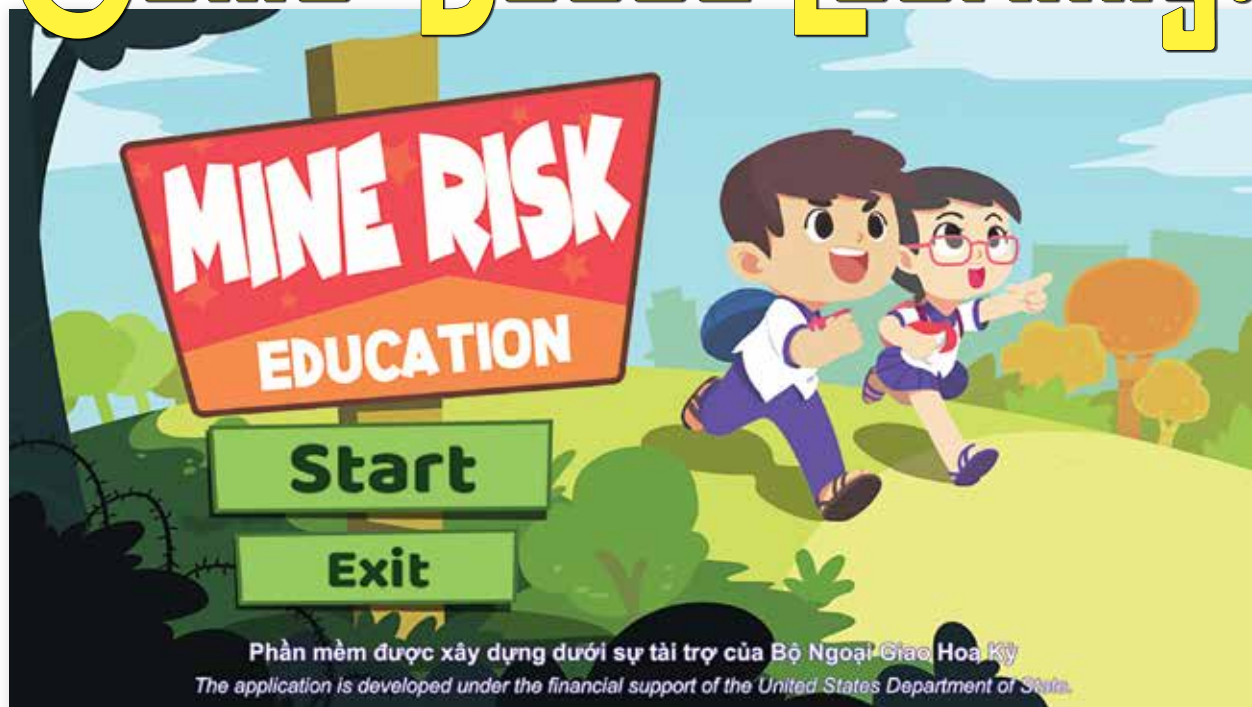 MINE RISK
EDUCATION
Start
Exit
Phần mềm được xây dựng dưới sự tài trợ của Bộ Ngoại Giao Hoa Kỳ
The application is developed under the financial support of the United States Department of State.